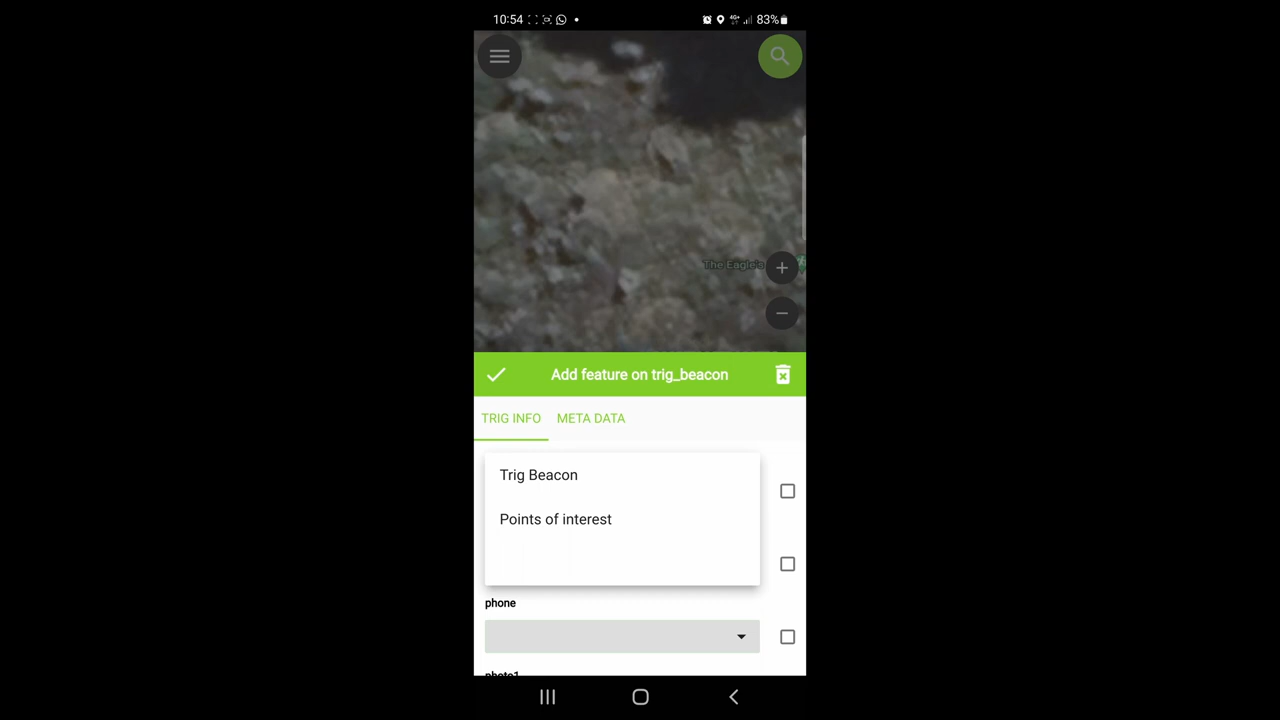 10:54
4G+
83%
The Eagle's
Add feature on trig_beacon
TRIG INFO META DATA
Trig Beacon
Points of interest
phone
photo1